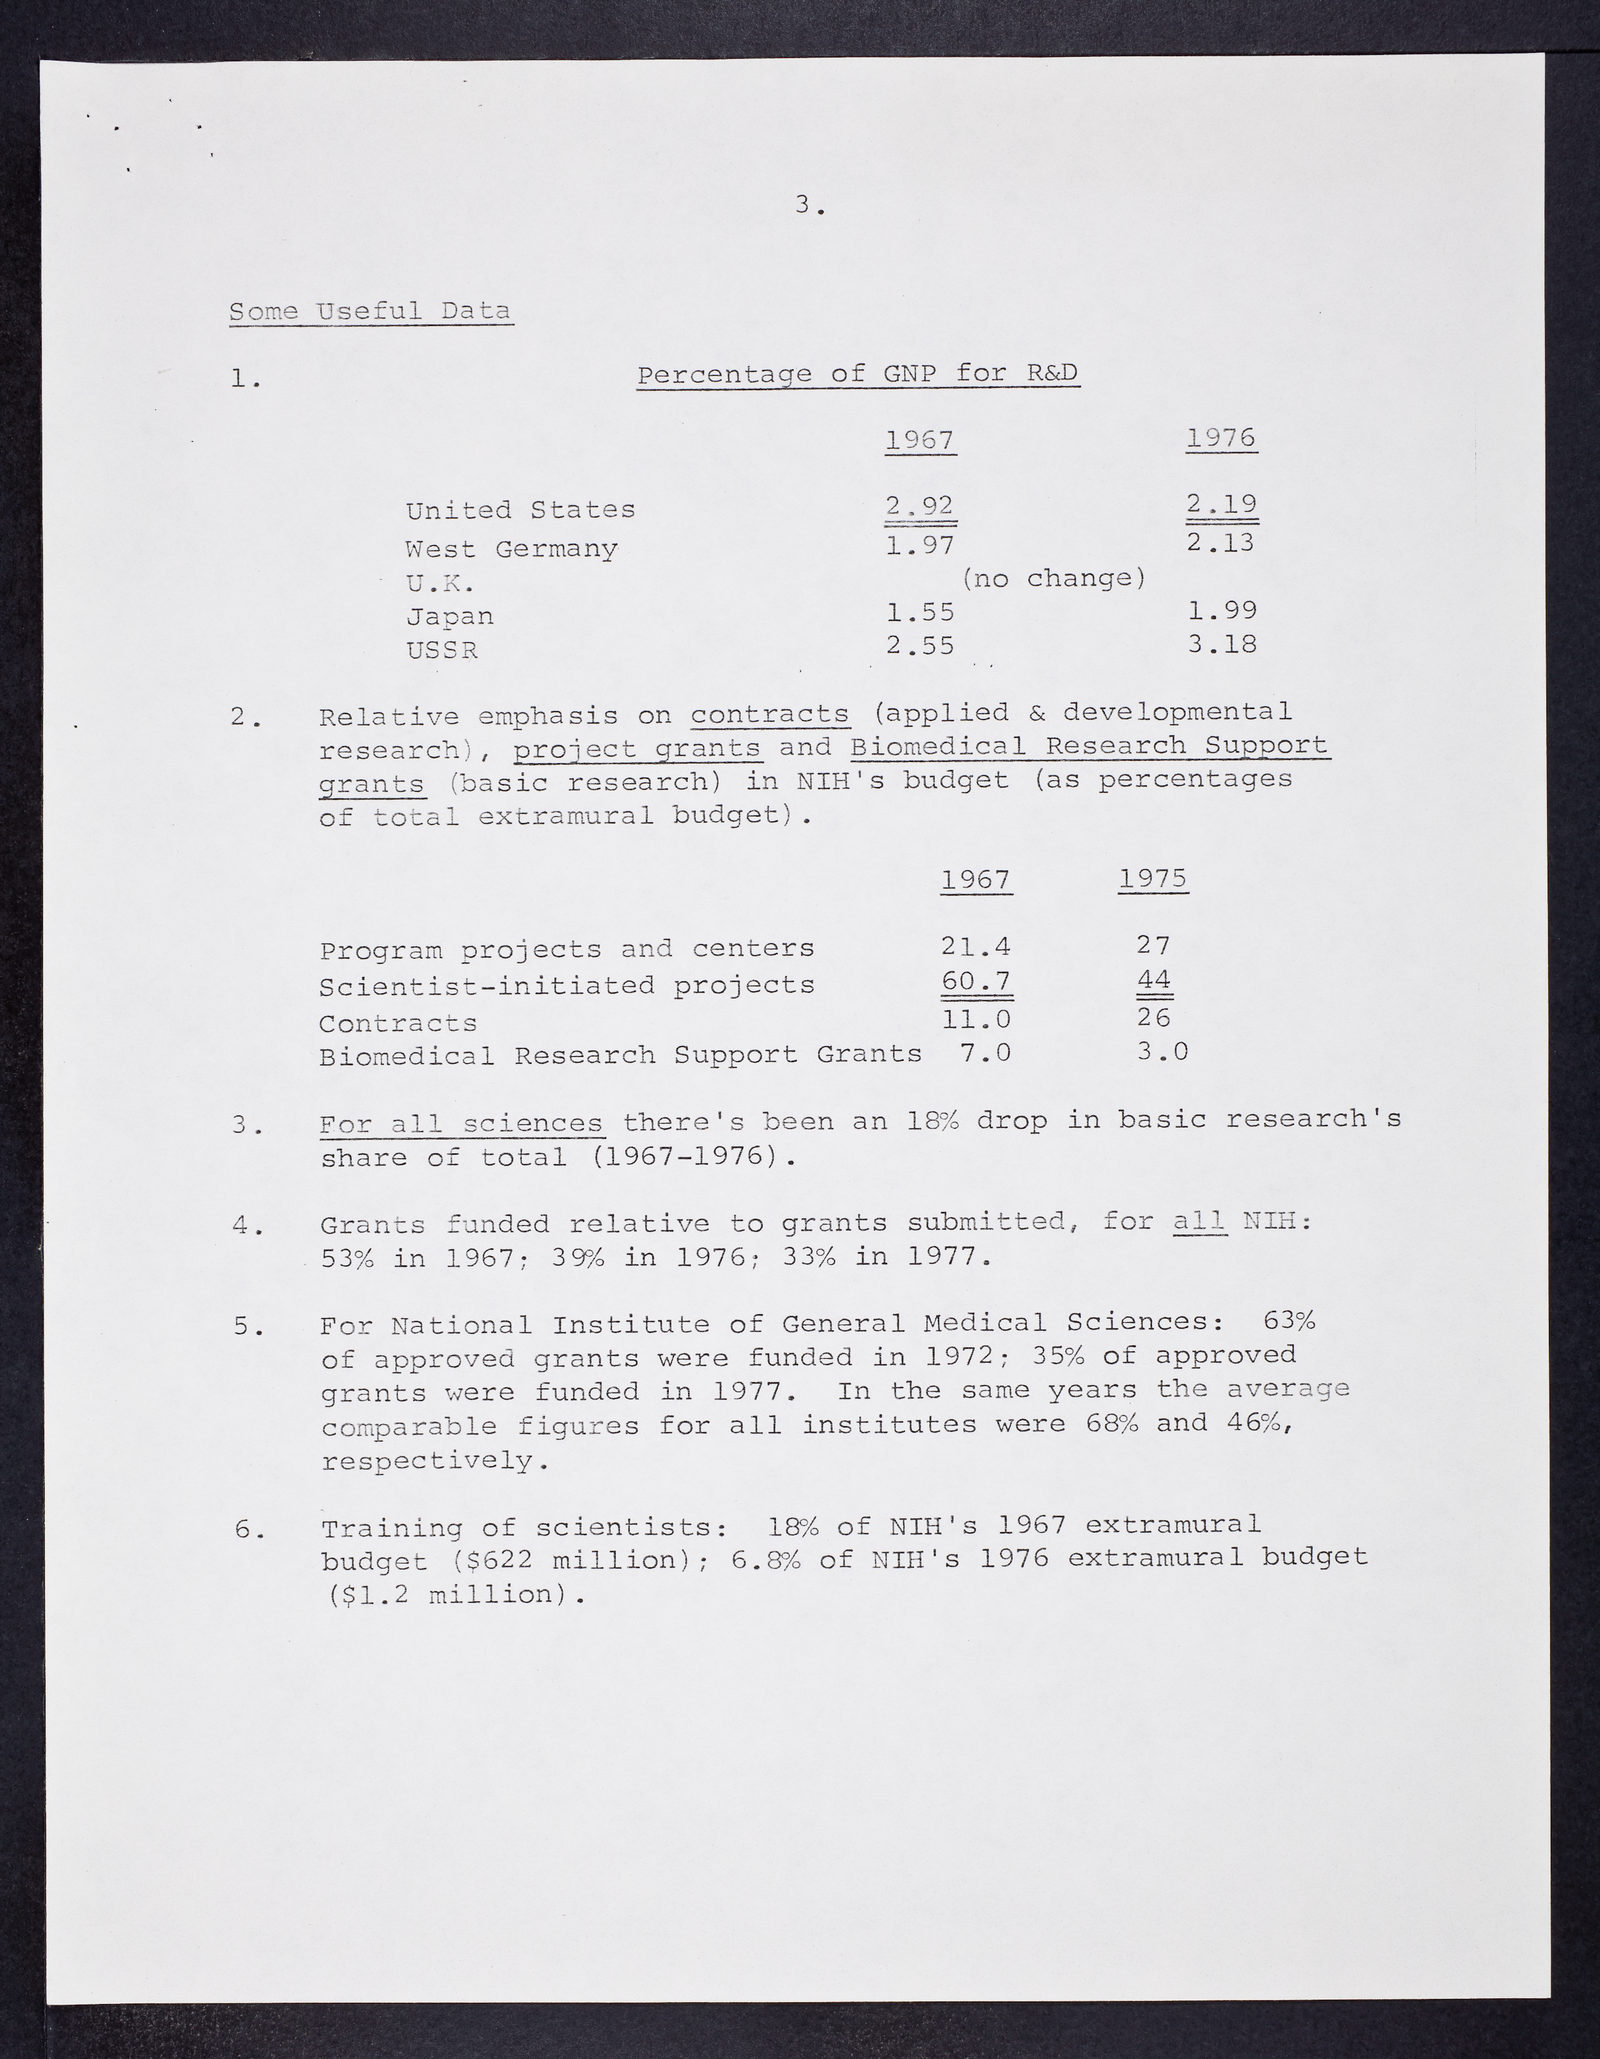 3.
Some Useful Data
1. Percentage of GNP for R&D
1967 1976
United States 2.92 2.19
West Germany 1.97 2.13
U.K. (no change)
Japan 1.55 1.99
USSR 2.55 3.18
2. Relative emphasis on contracts (applied & developmental
research), project grants and Biomedical Research Support
grants (basic research) in NIH's budget (as percentages
of total extramural budget).
1967 1975
Program projects and centers 21.4 27
Scientist-initiated projects 60.7 44
Contracts 11.0 26
Biomedical Research Support Grants 7.0 3.0
3. For all sciences there's been an 18% drop in basic research's
share of total (1967-1976).
4. Grants funded relative to grants submitted, for all NIH:
53% in 1967; 39% in 1976; 33% in 1977.
5. For National Institute of General Medical Sciences: 63%
of approved grants were funded in 1972; 35% of approved
grants were funded in 1977. In the same years the average
comparable figures for all institutes were 68% and 46%,
respectively.
6. Training of scientists: 18% of NIH's 1967 extramural
budget ($622 million); 6.8% of NIH's 1976 extramural budget
($1.2 million).